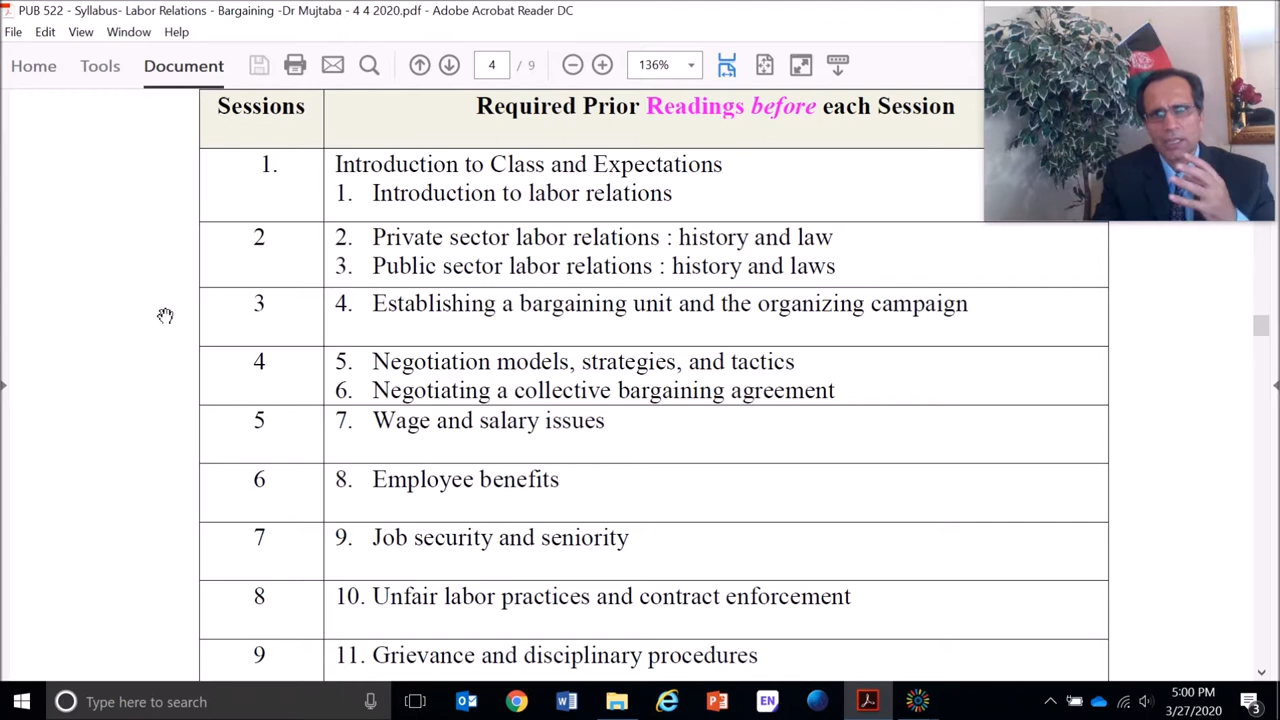 PUB 522 - Syllabus- Labor Relations - Bargaining -Dr Mujtaba - 4 4 2020.pdf - Adobe Acrobat Reader DC
File Edit View Window Help
Home Tools Document 4 / 9 136%
Sessions Required Prior Readings before each Session
1. Introduction to Class and Expectations
1. Introduction to labor relations
2 2. Private sector labor relations : history and law
3. Public sector labor relations : history and laws
3 4. Establishing a bargaining unit and the organizing campaign
4 5. Negotiation models, strategies, and tactics
6. Negotiating a collective bargaining agreement
5 7. Wage and salary issues
6 8. Employee benefits
7 9. Job security and seniority
8 10. Unfair labor practices and contract enforcement
9 11. Grievance and disciplinary procedures
Type here to search EN 5:00 PM
3/27/2020 3